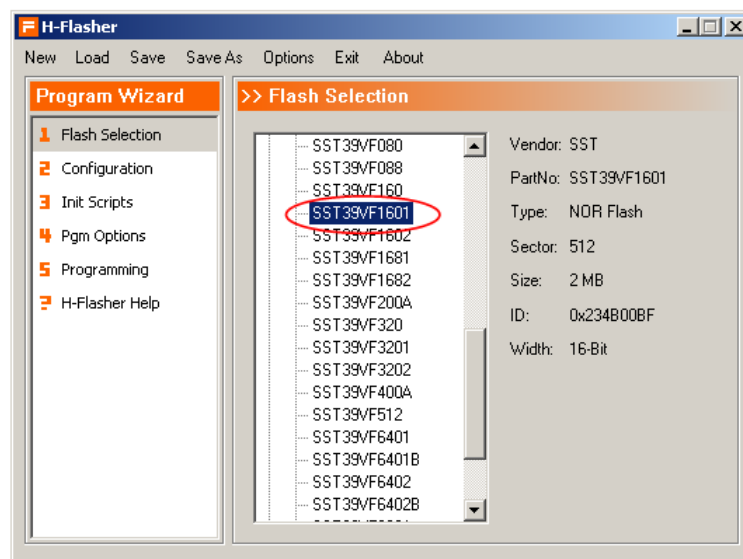 H-Flasher
New Load Save Save As Options Exit About
Program Wizard
1 Flash Selection
2 Configuration
3 Init Scripts
4 Pgm Options
5 Programming
? H-Flasher Help
>> Flash Selection
SST39VF080
SST39VF088
SST39VF160
SST39VF1601
SST39VF1602
SST39VF1681
SST39VF1682
SST39VF200A
SST39VF320
SST39VF3201
SST39VF3202
SST39VF400A
SST39VF512
SST39VF6401
SST39VF6401B
SST39VF6402
SST39VF6402B
Vendor: SST
PartNo: SST39VF1601
Type: NOR Flash
Sector: 512
Size: 2 MB
ID: 0x234B00BF
Width: 16-Bit